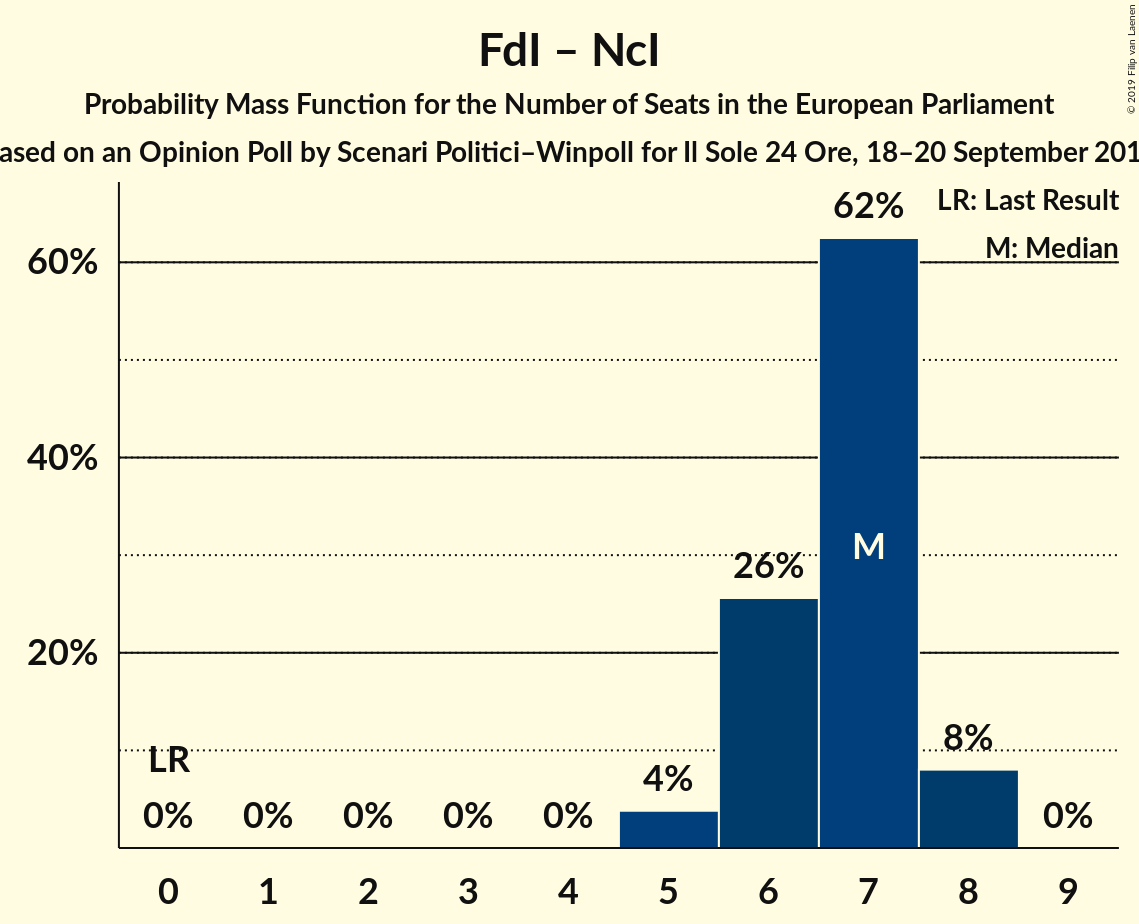 FdI – NcI
Probability Mass Function for the Number of Seats in the European Parliament
ased on an Opinion Poll by Scenari Politici–Winpoll for Il Sole 24 Ore, 18–20 September 201
© 2019 Filip van Laenen
LR: Last Result
M: Median
60%
40%
20%
LR
0%
0%
0%
0%
0%
4%
26%
62%
M
8%
0%
0 1 2 3 4 5 6 7 8 9